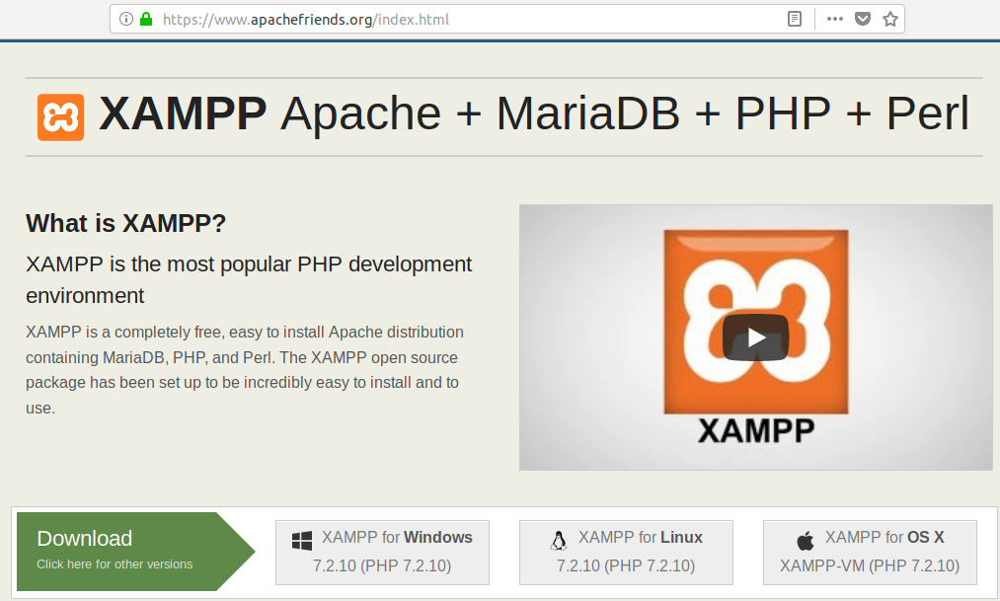 https://www.apachefriends.org/index.html
XAMPP Apache + MariaDB + PHP + Perl
What is XAMPP?
XAMPP is the most popular PHP development
environment
XAMPP is a completely free, easy to install Apache distribution
containing MariaDB, PHP, and Perl. The XAMPP open source
package has been set up to be incredibly easy to install and to
use.
XAMPP
Download
Click here for other versions
XAMPP for Windows
7.2.10 (PHP 7.2.10)
XAMPP for Linux
7.2.10 (PHP 7.2.10)
XAMPP for OS X
XAMPP-VM (PHP 7.2.10)